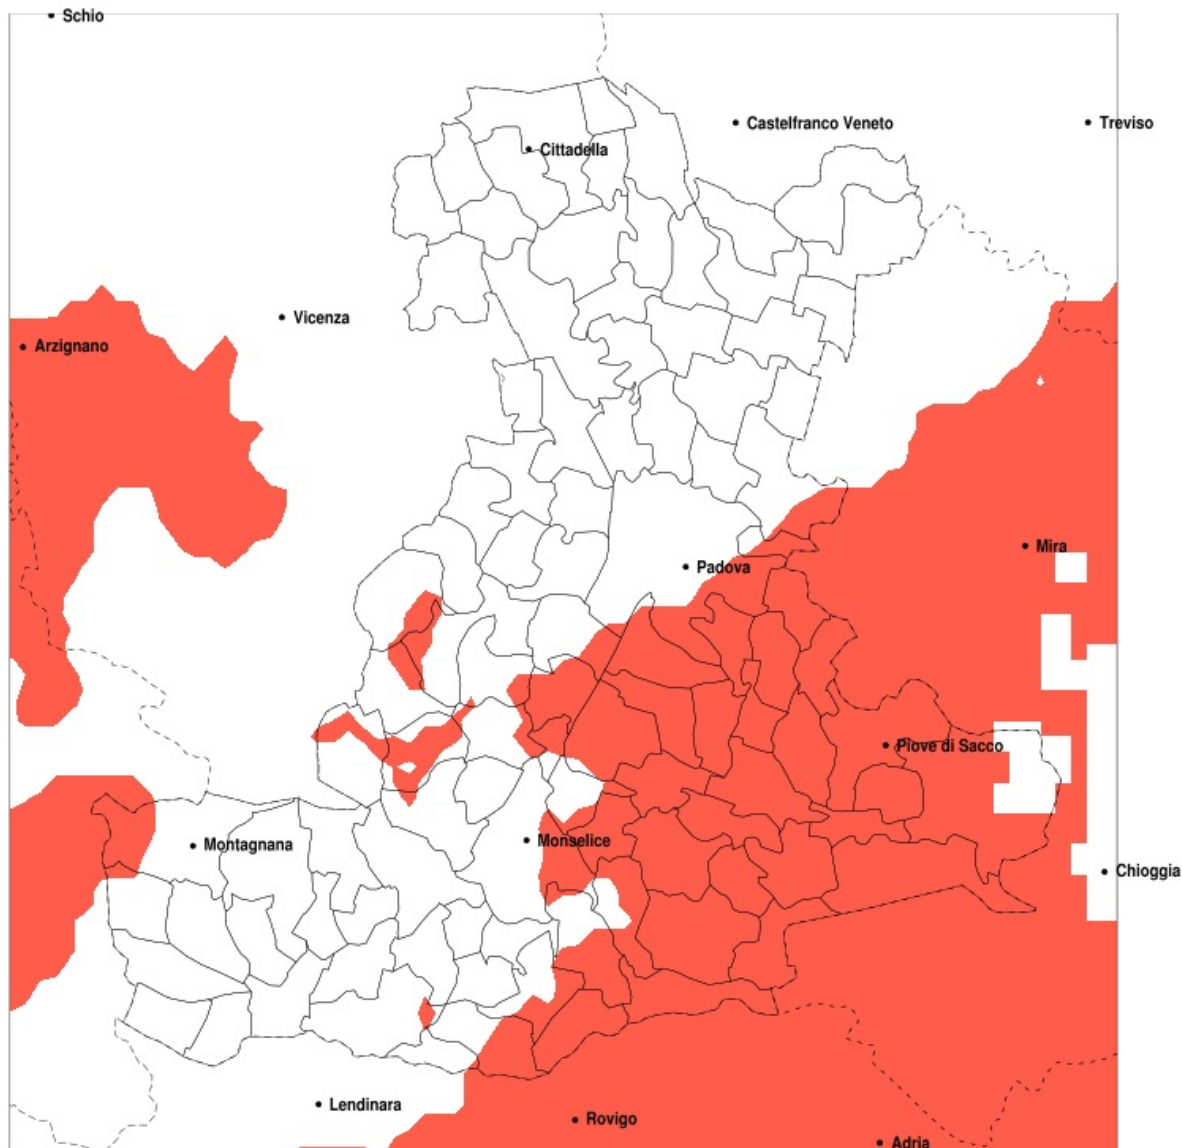 Schio
Castelfranco Veneto
Treviso
Cittadella
Vicenza
Arzignano
Mira
Padova
Piove di Sacco
Monselice
Montagnana
Chioggia
Lendinara
Rovigo
Adria